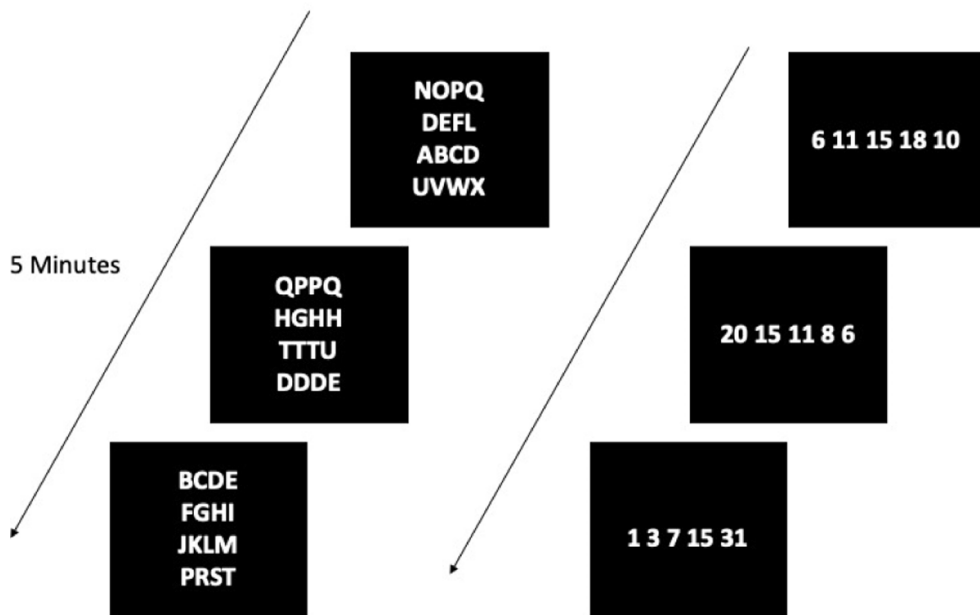 NOPQ
DEFL
ABCD
UVWX
5 Minutes
QPPQ
HGHH
TTTU
DDDE
BCDE
FGHI
JKLM
PRST
6 11 15 18 10
20 15 11 8 6
1 3 7 15 31